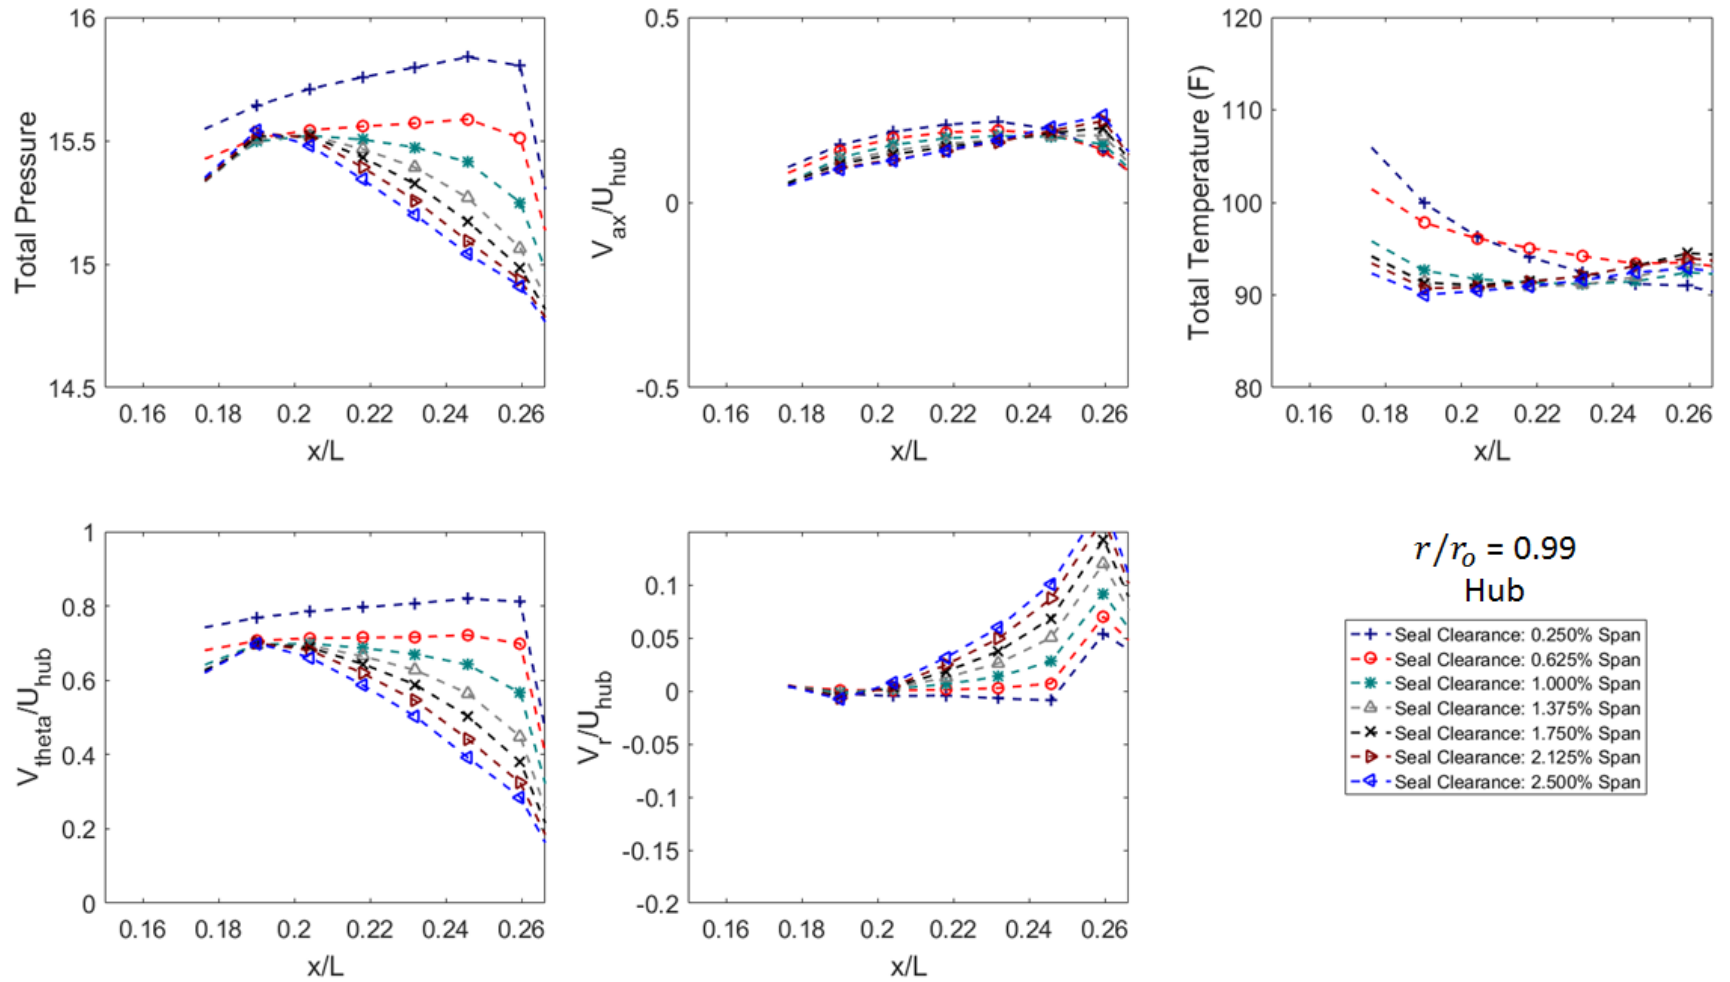 16
15.5
15
14.5
Total Pressure
0.16 0.18 0.2 0.22 0.24 0.26
x/L
0.5
0
-0.5
V_ax/U_hub
0.16 0.18 0.2 0.22 0.24 0.26
x/L
120
110
100
90
80
Total Temperature (F)
0.16 0.18 0.2 0.22 0.24 0.26
x/L
1
0.8
0.6
0.4
0.2
0
V_theta/U_hub
0.16 0.18 0.2 0.22 0.24 0.26
x/L
0.1
0.05
0
-0.05
-0.1
-0.15
-0.2
V_r/U_hub
0.16 0.18 0.2 0.22 0.24 0.26
x/L
r/r_o = 0.99
Hub
Seal Clearance: 0.250% Span
Seal Clearance: 0.625% Span
Seal Clearance: 1.000% Span
Seal Clearance: 1.375% Span
Seal Clearance: 1.750% Span
Seal Clearance: 2.125% Span
Seal Clearance: 2.500% Span